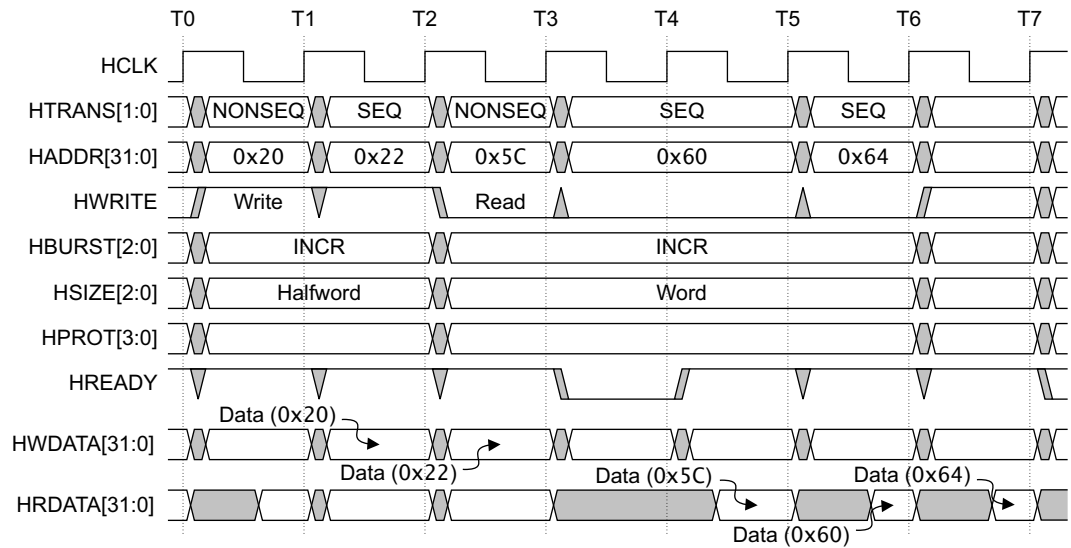 T0 T1 T2 T3 T4 T5 T6 T7
HCLK
HTRANS[1:0] NONSEQ SEQ NONSEQ SEQ SEQ
HADDR[31:0] 0x20 0x22 0x5C 0x60 0x64
HWRITE Write Read
HBURST[2:0] INCR INCR
HSIZE[2:0] Halfword Word
HPROT[3:0]
HREADY
Data (0x20)
HWDATA[31:0]
Data (0x22) Data (0x5C) Data (0x64)
HRDATA[31:0]
Data (0x60)